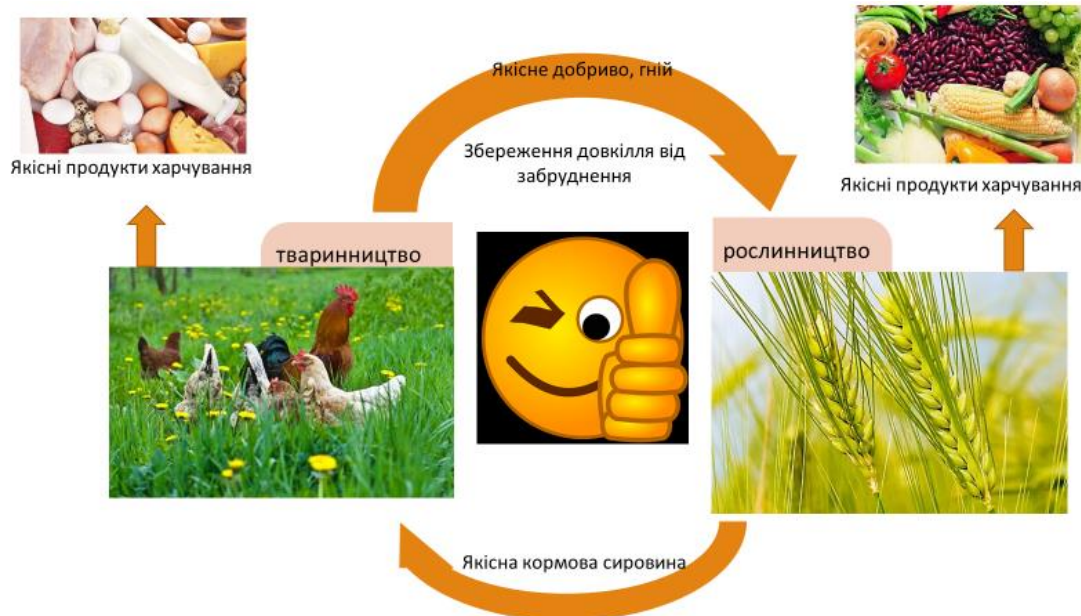 Якісне добриво, гній
Якісні продукти харчування
Збереження довкілля від
забруднення
Якісні продукти харчування
тваринництво
рослинництво
Якісна кормова сировина